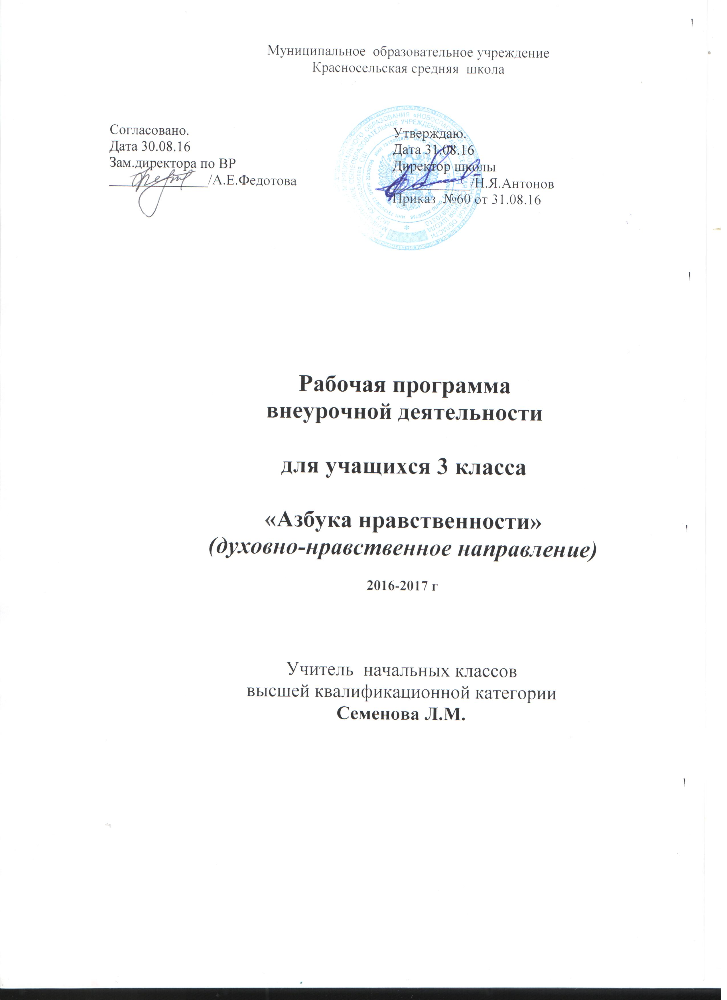 Муниципальное образовательное учреждение
Красносельская средняя школа
Согласовано.
Дата 30.08.16
Зам.директора по ВР
/А.Е.Федотова
Утверждаю.
Дата 31.08.16
Директор школы
/Н.Я.Антонов
Приказ №60 от 31.08.16
Рабочая программа
внеурочной деятельности
для учащихся 3 класса
«Азбука нравственности»
(духовно-нравственное направление)
2016-2017 г
Учитель начальных классов
высшей квалификационной категории
Семенова Л.М.